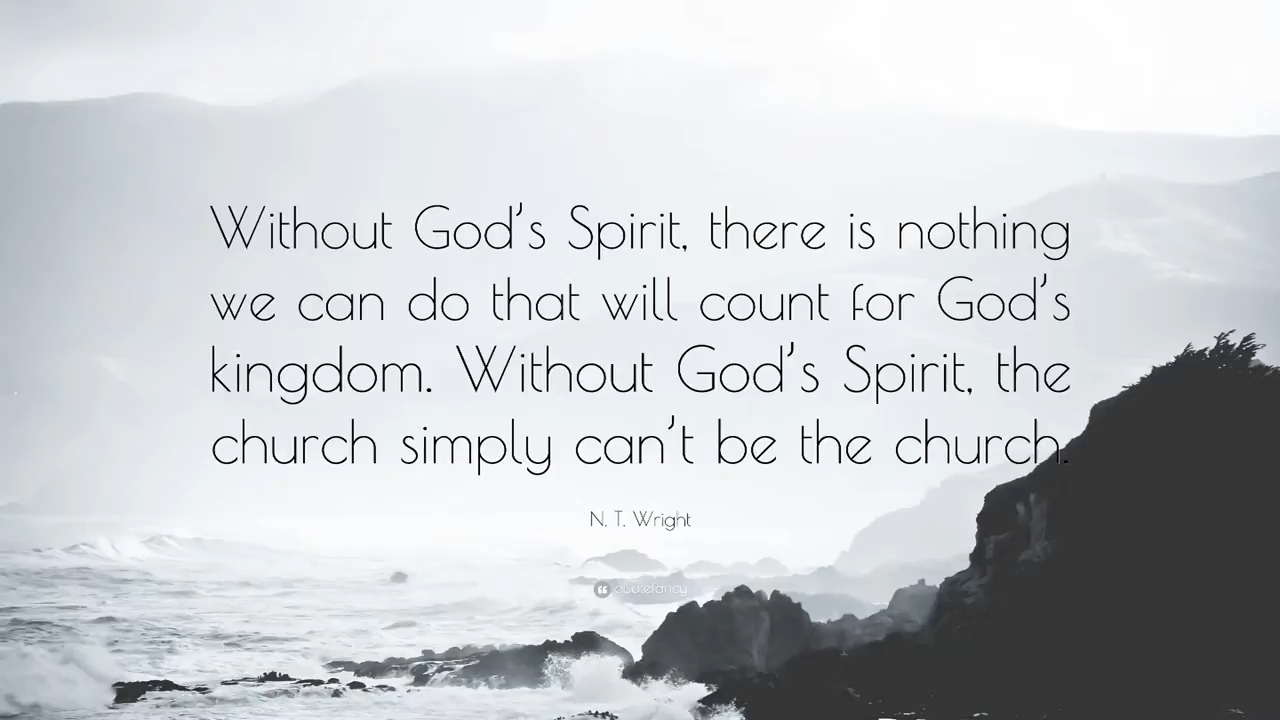 Without God’s Spirit, there is nothing
we can do that will count for God’s
kingdom. Without God’s Spirit, the
church simply can’t be the church.
N. T. Wright
quotefancy